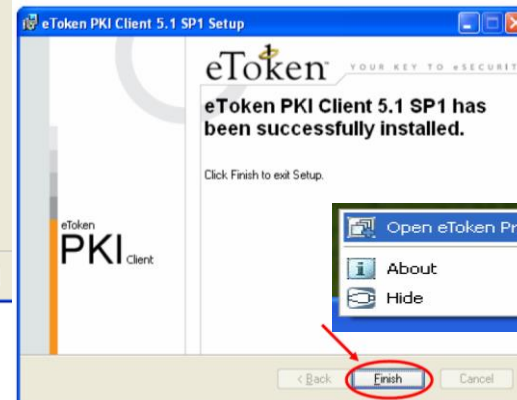 eToken PKI Client 5.1 SP1 Setup
eToken
YOUR KEY TO eSECURIT
eToken PKI Client 5.1 SP1 has
been successfully installed.
Click Finish to exit Setup.
eToken
PKI Client
Open eToken Pr
About
Hide
< Back
Finish
Cancel